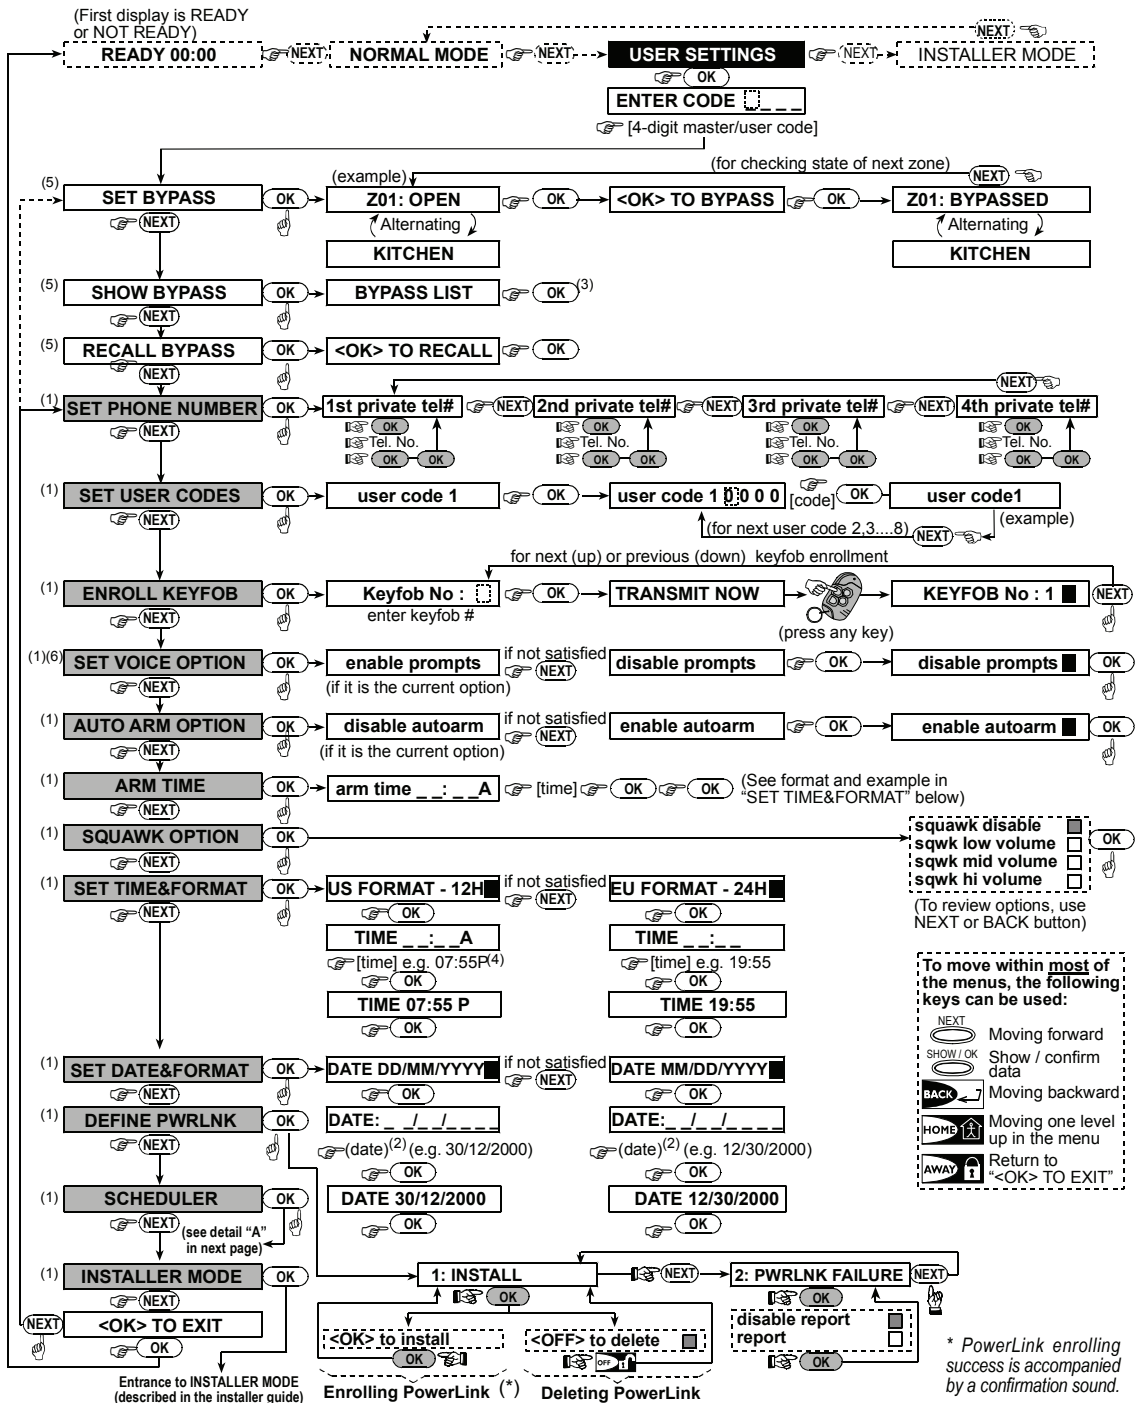 (First display is READY
or NOT READY)
READY 00:00
NEXT
NORMAL MODE
NEXT
USER SETTINGS
NEXT
INSTALLER MODE
NEXT
OK
ENTER CODE _ _ _ _
[4-digit master/user code]
(for checking state of next zone)
NEXT
(5)
SET BYPASS
OK
(example)
Z01: OPEN
OK
<OK> TO BYPASS
OK
Z01: BYPASSED
NEXT
Alternating
Alternating
KITCHEN
KITCHEN
(5)
SHOW BYPASS
OK
BYPASS LIST
OK
(3)
NEXT
(5)
RECALL BYPASS
OK
<OK> TO RECALL
OK
NEXT
NEXT
(1)
SET PHONE NUMBER
OK
1st private tel#
NEXT
2nd private tel#
NEXT
3rd private tel#
NEXT
4th private tel#
NEXT
OK
Tel. No.
OK
OK
OK
Tel. No.
OK
OK
OK
Tel. No.
OK
OK
OK
Tel. No.
OK
OK
(1)
SET USER CODES
OK
user code 1
OK
user code 1 0 0 0 0
[code]
OK
user code1
NEXT
(for next user code 2,3....8)
NEXT
(example)
for next (up) or previous (down) keyfob enrollment
(1)
ENROLL KEYFOB
OK
Keyfob No :
OK
TRANSMIT NOW
KEYFOB No : 1
NEXT
NEXT
enter keyfob #
(press any key)
(1)(6)
SET VOICE OPTION
OK
enable prompts
if not satisfied
NEXT
disable prompts
OK
disable prompts
OK
NEXT
(if it is the current option)
(1)
AUTO ARM OPTION
OK
disable autoarm
if not satisfied
NEXT
enable autoarm
OK
enable autoarm
OK
NEXT
(if it is the current option)
(1)
ARM TIME
OK
arm time _ _: _ _A
[time]
OK
OK
(See format and example in
“SET TIME&FORMAT” below)
NEXT
(1)
SQUAWK OPTION
OK
squawk disable
sqwk low volume
sqwk mid volume
sqwk hi volume
OK
(To review options, use
NEXT or BACK button)
NEXT
(1)
SET TIME&FORMAT
OK
US FORMAT - 12H
if not satisfied
NEXT
EU FORMAT - 24H
NEXT
OK
OK
TIME _ _:_ _A
TIME _ _:_ _
[time] e.g. 07:55P(4)
[time] e.g. 19:55
OK
OK
TIME 07:55 P
TIME 19:55
OK
OK
To move within most of
the menus, the following
keys can be used:
NEXT
Moving forward
SHOW / OK
Show / confirm
data
BACK
Moving backward
HOME
Moving one level
up in the menu
AWAY
Return to
“<OK> TO EXIT”
(1)
SET DATE&FORMAT
OK
DATE DD/MM/YYYY
if not satisfied
NEXT
DATE MM/DD/YYYY
NEXT
OK
OK
(1)
DEFINE PWRLNK
OK
DATE:_ _/_ _/_ _ _ _
DATE:_ _/_ _/_ _ _ _
NEXT
(date)(2) (e.g. 30/12/2000)
(date)(2) (e.g. 12/30/2000)
OK
OK
(1)
SCHEDULER
OK
DATE 30/12/2000
DATE 12/30/2000
NEXT
(see detail “A”
in next page)
OK
OK
(1)
INSTALLER MODE
OK
1: INSTALL
NEXT
2: PWRLNK FAILURE
NEXT
NEXT
OK
OK
NEXT
<OK> TO EXIT
<OK> to install
<OFF> to delete
disable report
report
OK
OK
OFF
OK
Entrance to INSTALLER MODE
(described in the installer guide)
Enrolling PowerLink (*)
Deleting PowerLink
* PowerLink enrolling
success is accompanied
by a confirmation sound.